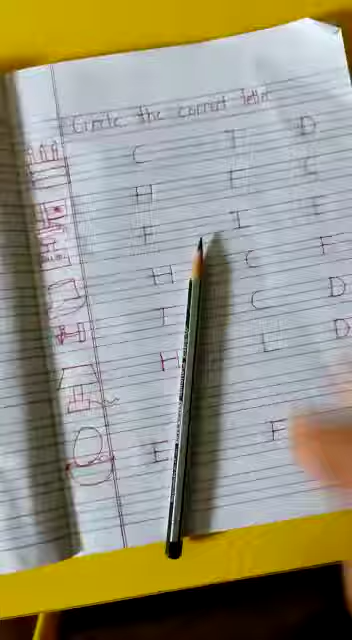 Circle the correct letter
C T D
H F C
F I I
H C F
I C D
H L D
E F